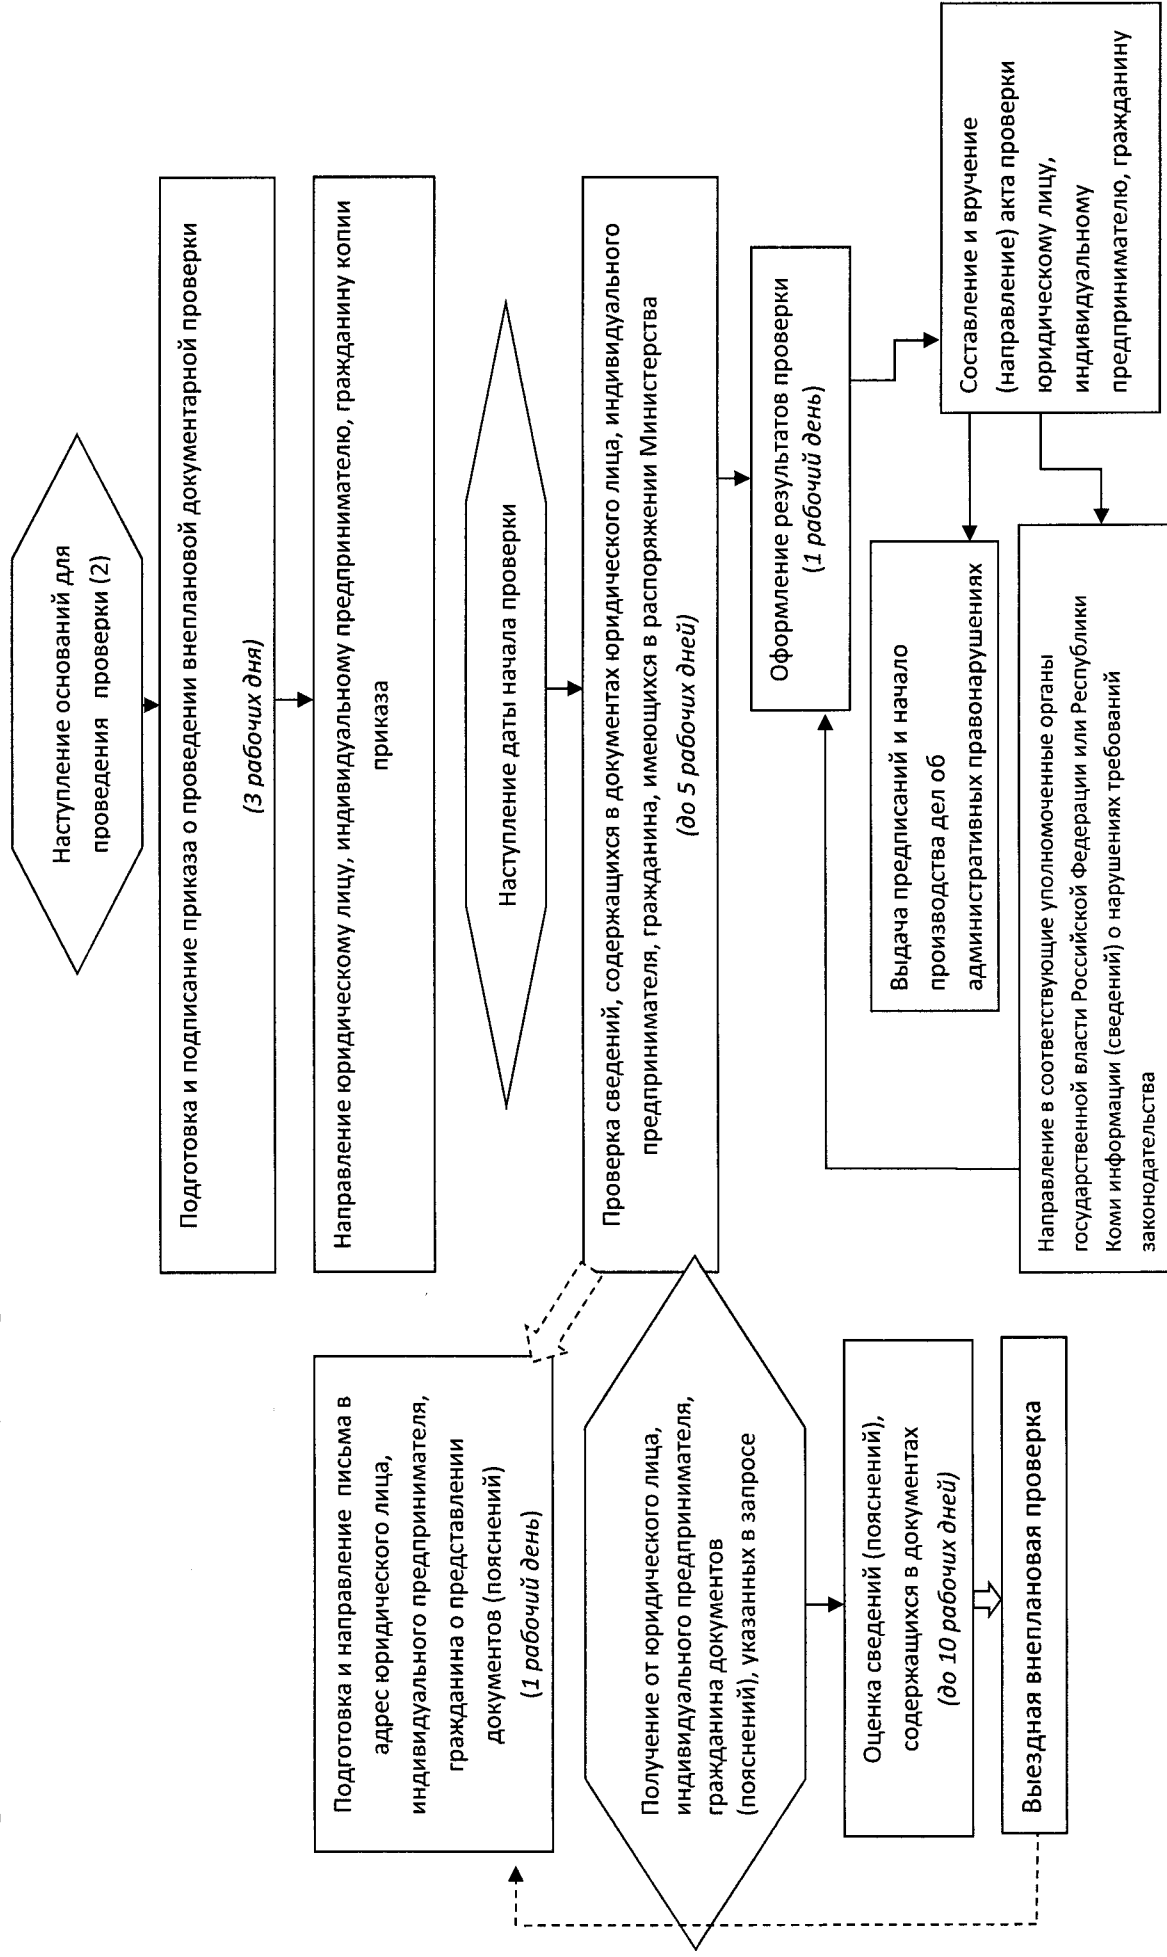 Наступление оснований для
проведения проверки (2)
Подготовка и подписание приказа о проведении внеплановой документарной проверки
(3 рабочих дня)
Направление юридическому лицу, индивидуальному предпринимателю, гражданину копии
приказа
Наступление даты начала проверки
Проверка сведений, содержащихся в документах юридического лица, индивидуального
предпринимателя, гражданина, имеющихся в распоряжении Министерства
(до 5 рабочих дней)
Подготовка и направление письма в
адрес юридического лица,
индивидуального предпринимателя,
гражданина о представлении
документов (пояснений)
(1 рабочий день)
Получение от юридического лица,
индивидуального предпринимателя,
гражданина документов
(пояснений), указанных в запросе
Оценка сведений (пояснений),
содержащихся в документах
(до 10 рабочих дней)
Выездная внеплановая проверка
Оформление результатов проверки
(1 рабочий день)
Составление и вручение
(направление) акта проверки
юридическому лицу,
индивидуальному
предпринимателю, гражданину
Выдача предписаний и начало
производства дел об
административных правонарушениях
Направление в соответствующие уполномоченные органы
государственной власти Российской Федерации или Республики
Коми информации (сведений) о нарушениях требований
законодательства